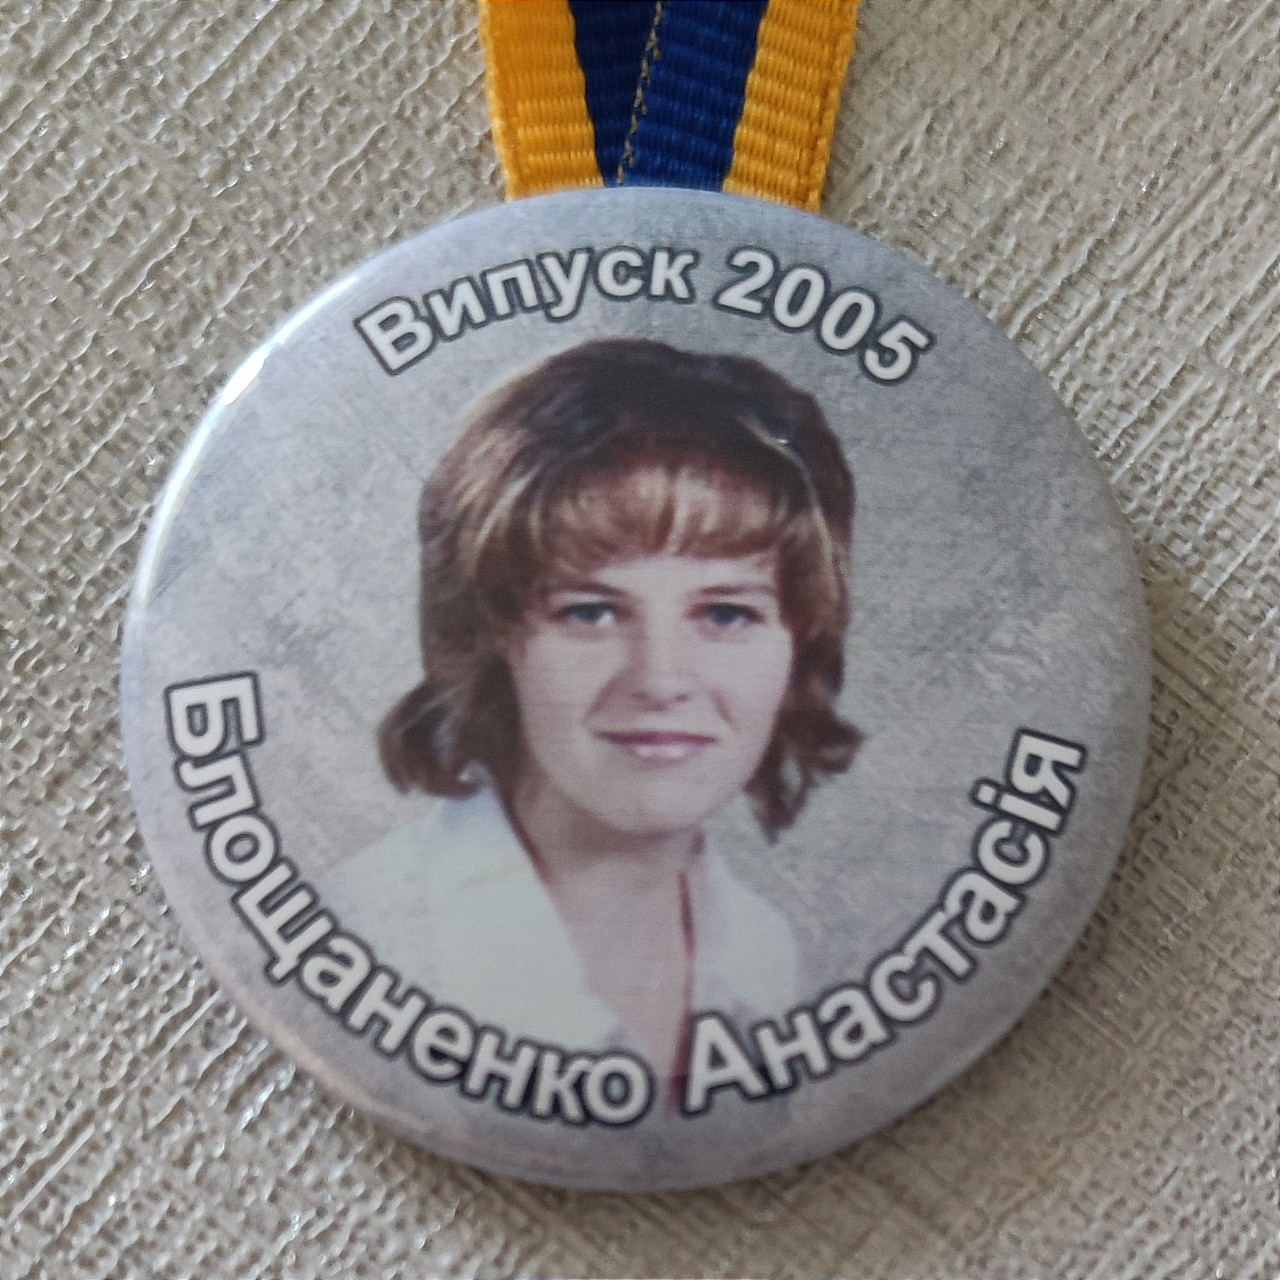 Випуск 2005
Блощаненко Анастасія